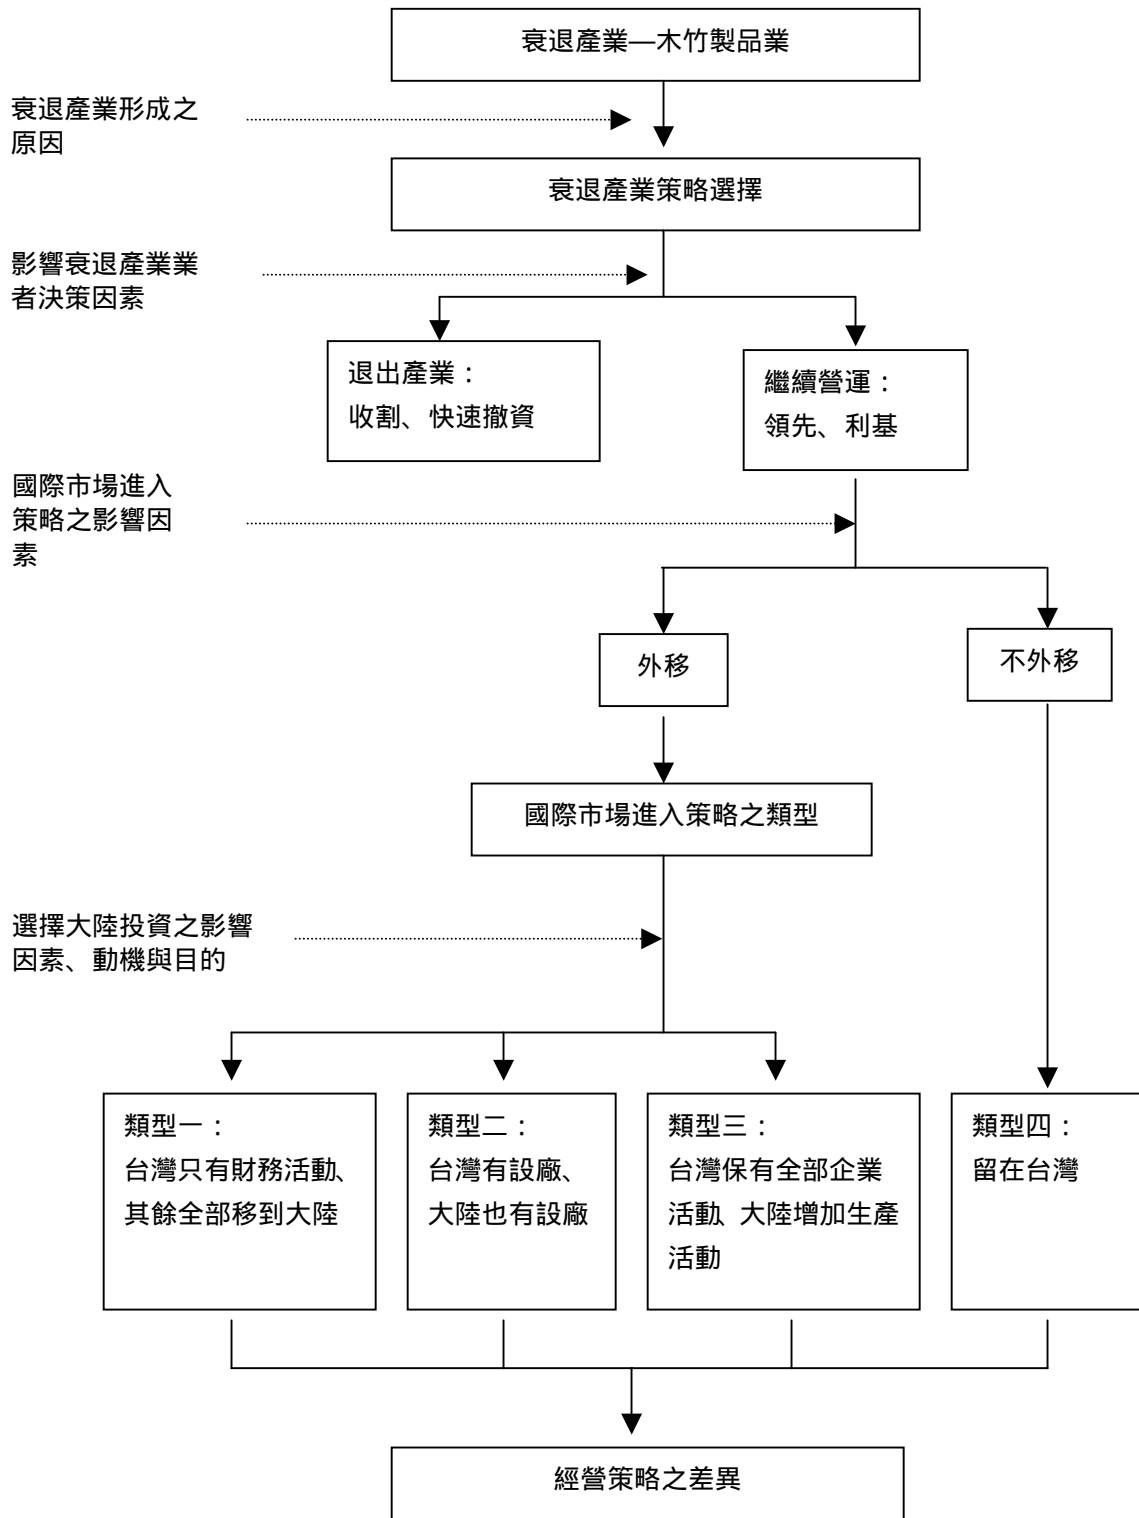 衰退產業—木竹製品業
衰退產業形成之
原因
衰退產業策略選擇
影響衰退產業業
者決策因素
退出產業：
收割、快速撤資
繼續營運：
領先、利基
國際市場進入
策略之影響因
素
外移
不外移
國際市場進入策略之類型
選擇大陸投資之影響
因素、動機與目的
類型一：
台灣只有財務活動、
其餘全部移到大陸
類型二：
台灣有設廠、
大陸也有設廠
類型三：
台灣保有全部企業
活動、大陸增加生產
活動
類型四：
留在台灣
經營策略之差異